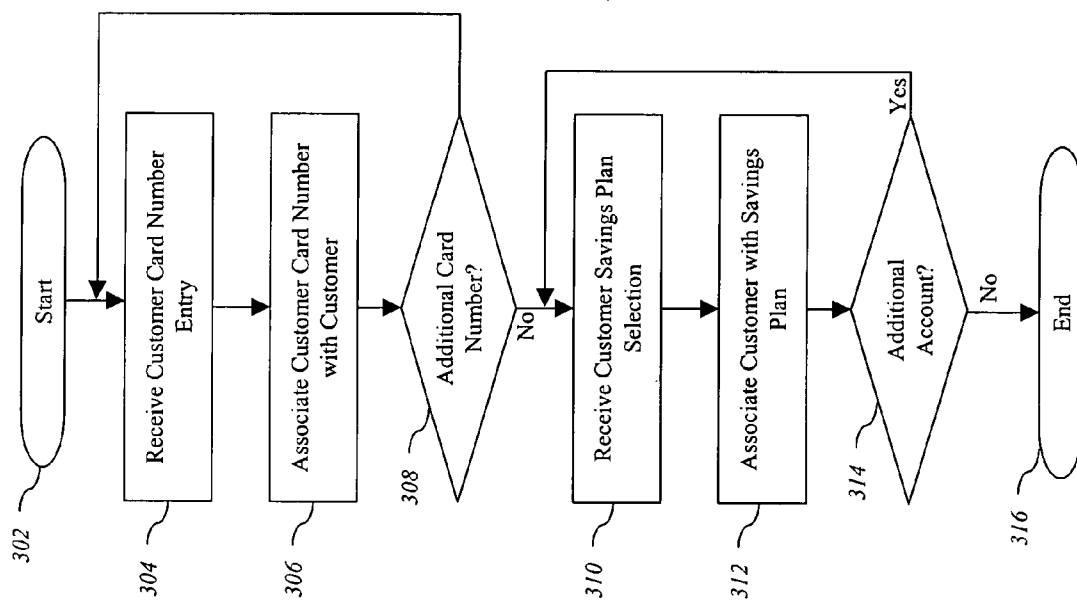 Start
302
Receive Customer Card Number
Entry
304
Associate Customer Card Number
with Customer
306
Additional Card
Number?
308
No
Receive Customer Savings Plan
Selection
310
Associate Customer with Savings
Plan
312
Additional
Account?
314
Yes
No
End
316